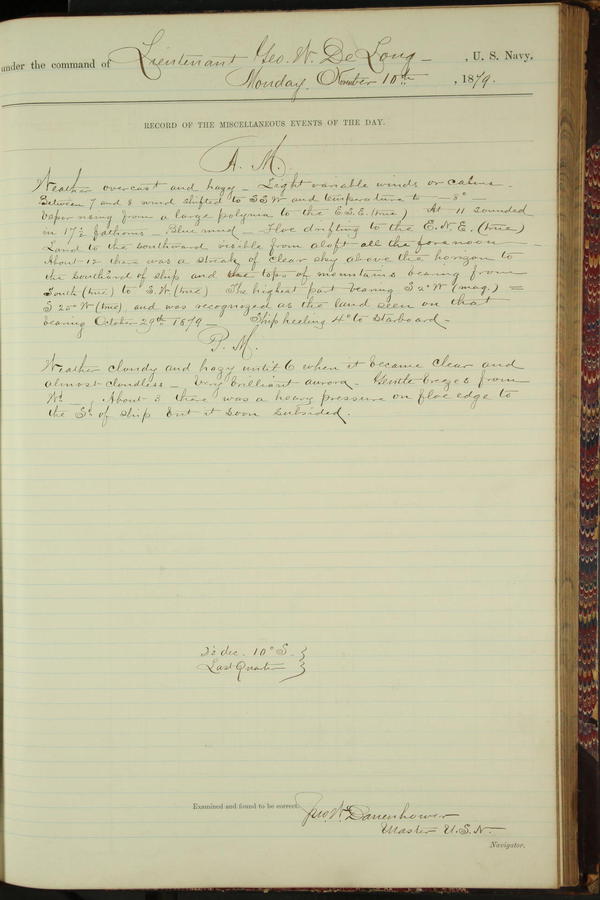 under the command of Lieutenant Geo. W. De Long , U. S. Navy,
Monday, November 10th , 1879.
RECORD OF THE MISCELLANEOUS EVENTS OF THE DAY.
A. M.
Weather overcast and hazy – Light variable winds or calms.
Between 7 and 8 wind shifted to SSW and temperature to – 8° –
Vapor rising from a large polynia to the E.S.E. (true) At 11 sounded
in 17½ fathoms – Blue mud – Floe drifting to the E.N.E. (true)
Land to the southward visible from aloft all the forenoon –
About 12 there was a streak of clear sky above the horizon to
the southard of ship and the tops of mountains bearing from
South (true) to S.W (true) The highest part bearing S 2° W (mag.) =
S 20° W (true), and was recognized as the land seen on that
bearing October 29th 1879 – Ship heeling 4° to Starboard –
P. M.
Weather cloudy and hazy until 6 when it became clear and
almost cloudless – Very brilliant aurora – Gentle breezes from
Wd – About 3 there was a heavy pressure on floe edge to
the Sd of ship but it soon subsided.
dec. 10° S.
Last Quarter
Examined and found to be correct. Jno. W. Danenhower
Master U.S.N.
Navigator.